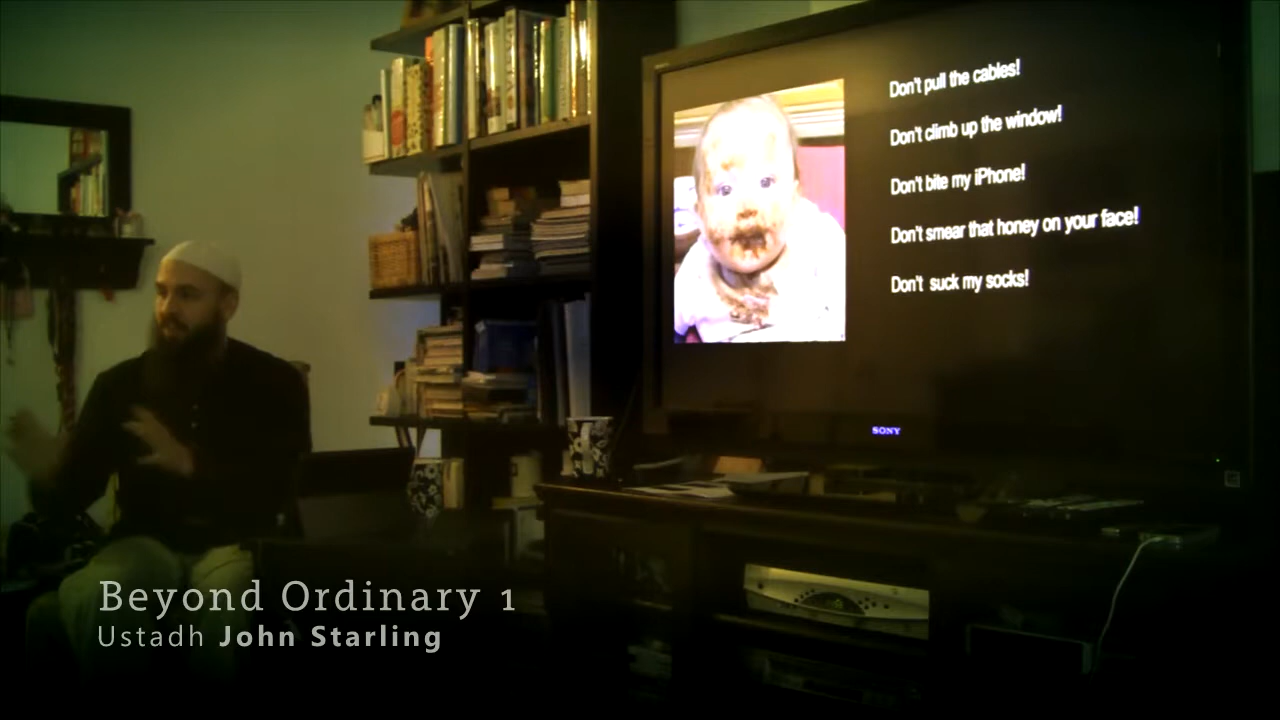 Don't pull the cables!
Don't climb up the window!
Don't bite my iPhone!
Don't smear that honey on your face!
Don't suck my socks!
SONY
Beyond Ordinary 1
Ustadh John Starling